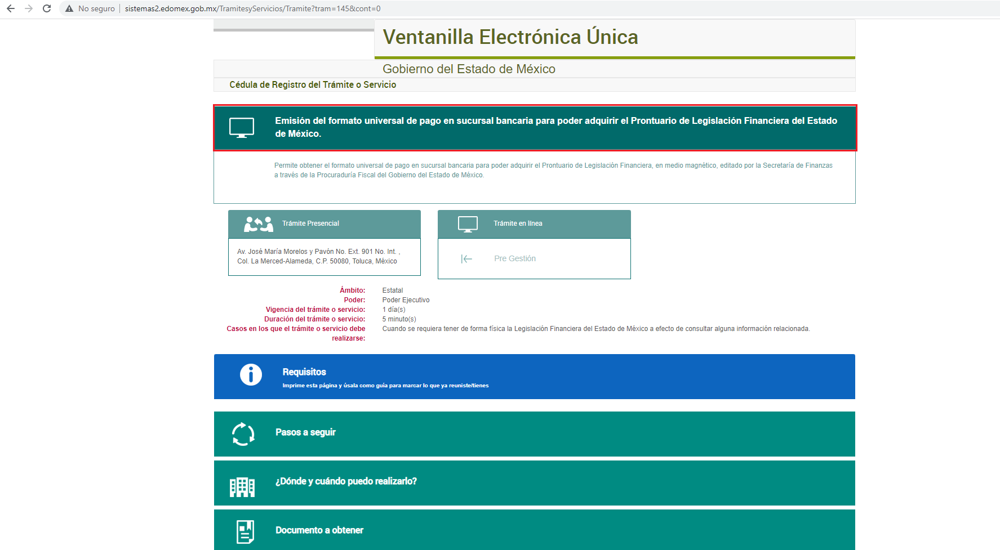 No seguro sistemas2.edomex.gob.mx/TramitesyServicios/Tramite?tram=145&cont=0
Ventanilla Electrónica Única
Gobierno del Estado de México
Cédula de Registro del Trámite o Servicio
Emisión del formato universal de pago en sucursal bancaria para poder adquirir el Prontuario de Legislación Financiera del Estado
de México.
Permite obtener el formato universal de pago en sucursal bancaria para poder adquirir el Prontuario de Legislación Financiera, en medio magnético, editado por la Secretaría de Finanzas
a través de la Procuraduría Fiscal del Gobierno del Estado de México.
Trámite Presencial
Av. José María Morelos y Pavón No. Ext. 901 No. Int. ,
Col. La Merced-Alameda, C.P. 50080, Toluca, México
Trámite en línea
Pre Gestión
Ámbito: Estatal
Poder: Poder Ejecutivo
Vigencia del trámite o servicio: 1 día(s)
Duración del trámite o servicio: 5 minuto(s)
Casos en los que el trámite o servicio debe Cuando se requiera tener de forma física la Legislación Financiera del Estado de México a efecto de consultar alguna información relacionada.
realizarse:
Requisitos
Imprime esta página y úsala como guía para marcar lo que ya reuniste/tienes
Pasos a seguir
¿Dónde y cuándo puedo realizarlo?
Documento a obtener